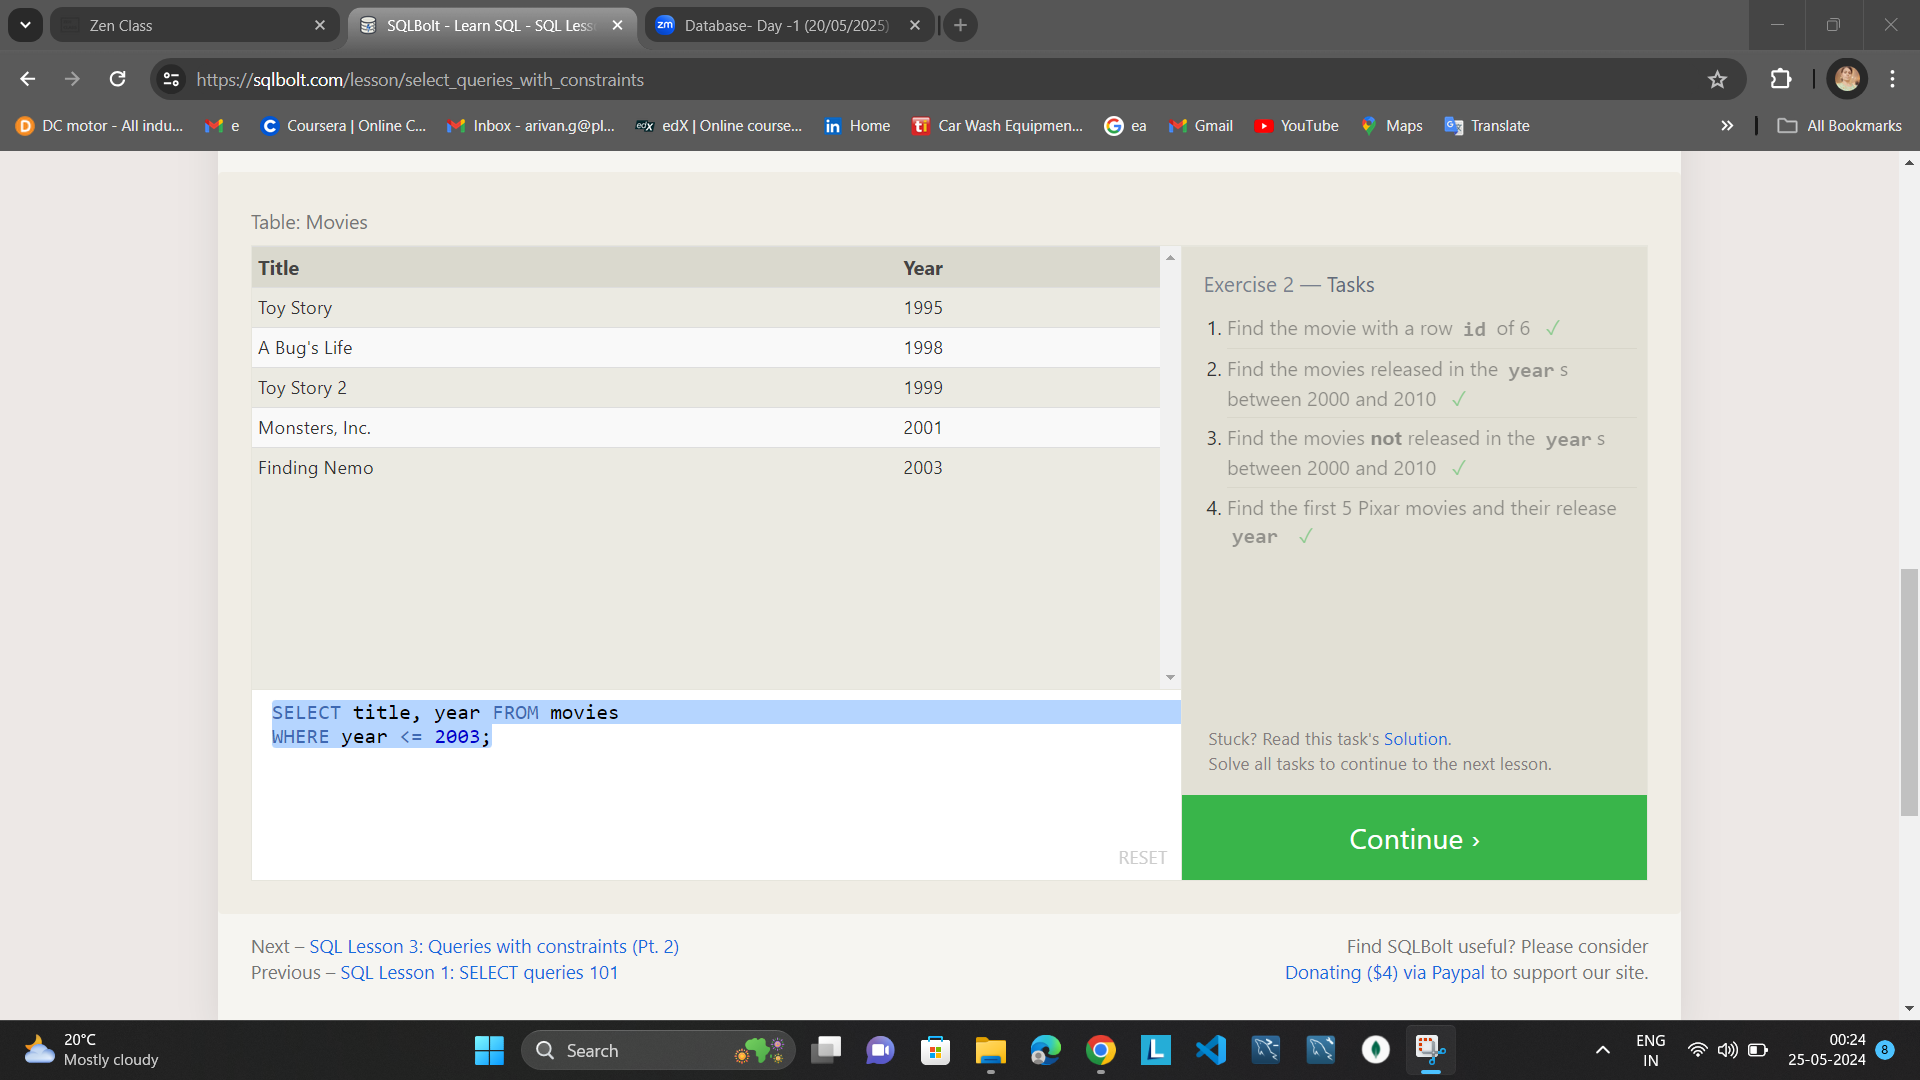 Zen Class
SQLBolt - Learn SQL - SQL Less
zm Database- Day -1 (20/05/2025)
https://sqlbolt.com/lesson/select_queries_with_constraints
D DC motor - All indu...
e
C Coursera | Online C...
Inbox - arivan.g@pl...
edX edX | Online course...
in Home
ti Car Wash Equipmen...
G ea
Gmail
YouTube
Maps
Translate
»
All Bookmarks
Table: Movies
Title Year
Toy Story 1995
A Bug's Life 1998
Toy Story 2 1999
Monsters, Inc. 2001
Finding Nemo 2003
SELECT title, year FROM movies
WHERE year <= 2003;
RESET
Exercise 2 — Tasks
1. Find the movie with a row id of 6 ✓
2. Find the movies released in the year s
between 2000 and 2010 ✓
3. Find the movies not released in the year s
between 2000 and 2010 ✓
4. Find the first 5 Pixar movies and their release
year ✓
Stuck? Read this task's Solution.
Solve all tasks to continue to the next lesson.
Continue ›
Next – SQL Lesson 3: Queries with constraints (Pt. 2)
Previous – SQL Lesson 1: SELECT queries 101
Find SQLBolt useful? Please consider
Donating ($4) via Paypal to support our site.
20°C
Mostly cloudy
Search
L
ENG
IN
00:24
25-05-2024
8